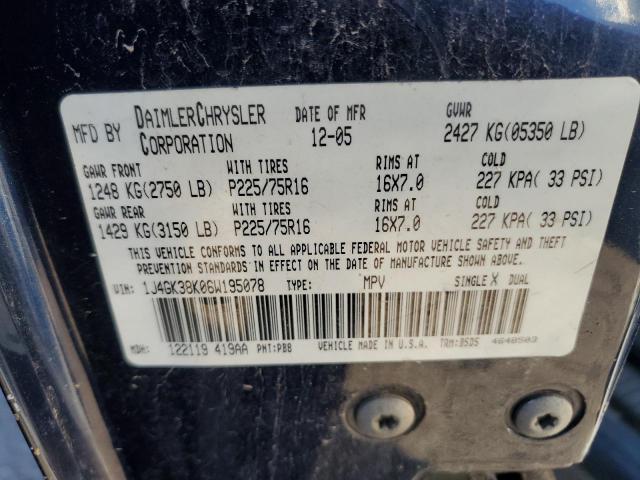 MFD BY DAIMLERCHRYSLER CORPORATION DATE OF MFR 12-05 GVWR 2427 KG(05350 LB)
GAWR FRONT WITH TIRES RIMS AT COLD
1248 KG(2750 LB) P225/75R16 16X7.0 227 KPA( 33 PSI)
GAWR REAR WITH TIRES RIMS AT COLD
1429 KG(3150 LB) P225/75R16 16X7.0 227 KPA( 33 PSI)
THIS VEHICLE CONFORMS TO ALL APPLICABLE FEDERAL MOTOR VEHICLE SAFETY AND THEFT
PREVENTION STANDARDS IN EFFECT ON THE DATE OF MANUFACTURE SHOWN ABOVE.
VIN: 1J4GK38K06W195078 TYPE: MPV SINGLE X DUAL
MDH: 122119 419AA PNT:PB8 VEHICLE MADE IN U.S.A. TRM:B5D5 4648503